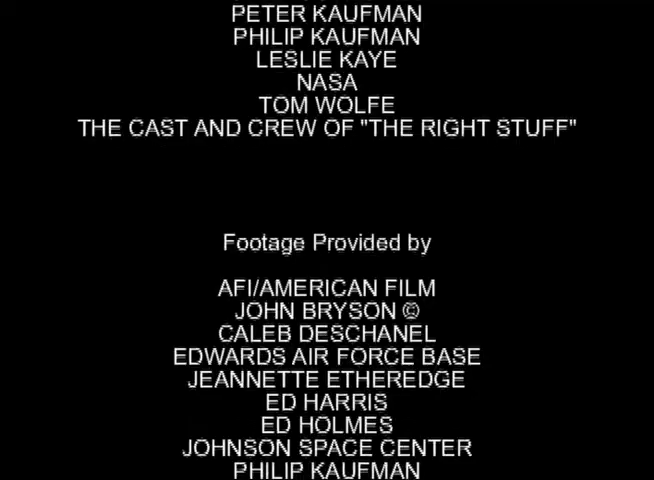 PETER KAUFMAN
PHILIP KAUFMAN
LESLIE KAYE
NASA
TOM WOLFE
THE CAST AND CREW OF "THE RIGHT STUFF"
Footage Provided by
AFI/AMERICAN FILM
JOHN BRYSON ©
CALEB DESCHANEL
EDWARDS AIR FORCE BASE
JEANNETTE ETHEREDGE
ED HARRIS
ED HOLMES
JOHNSON SPACE CENTER
PHILIP KAUFMAN